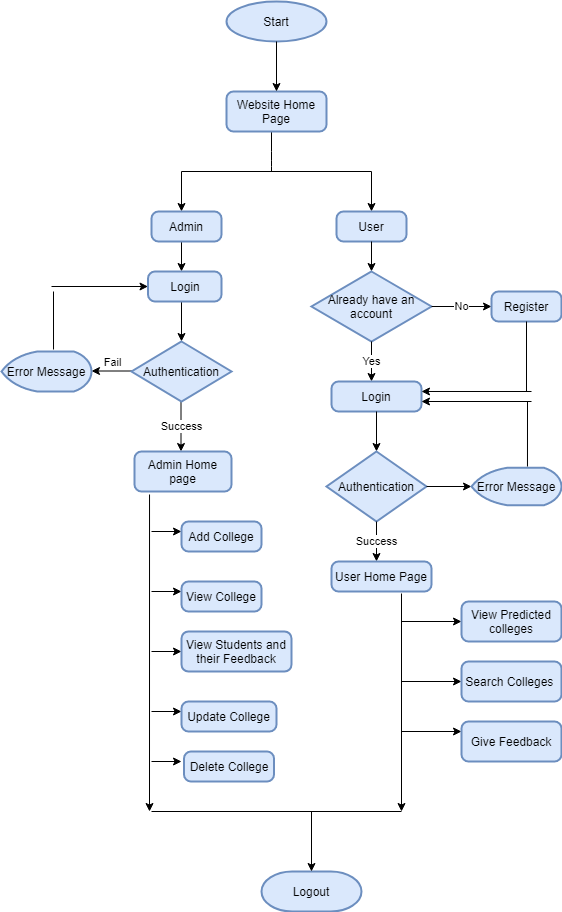 Start
Website Home
Page
Admin
User
Login
Already have an
account
No
Register
Error Message
Fail
Authentication
Yes
Login
Success
Admin Home
page
Authentication
Error Message
Success
Add College
User Home Page
View College
View Predicted
colleges
View Students and
their Feedback
Search Colleges
Update College
Give Feedback
Delete College
Logout